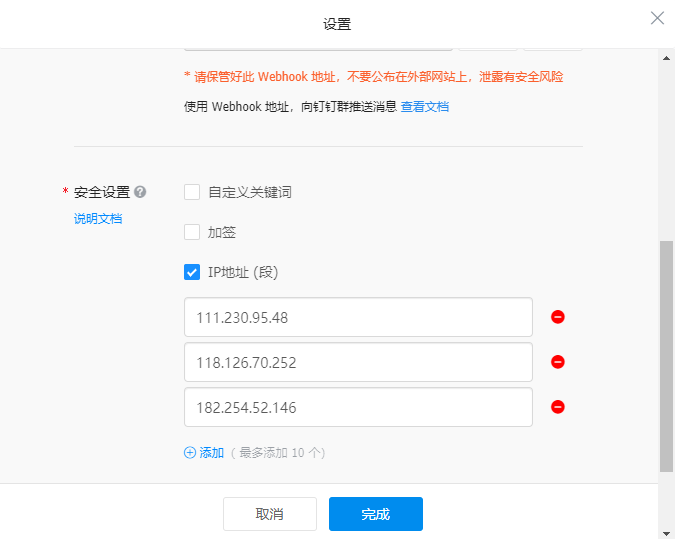 设置
* 请保管好此 Webhook 地址，不要公布在外部网站上，泄露有安全风险
使用 Webhook 地址，向钉钉群推送消息 查看文档
* 安全设置 ?
自定义关键词
说明文档
加签
IP地址 (段)
111.230.95.48
118.126.70.252
182.254.52.146
添加 ( 最多添加 10 个)
取消 完成